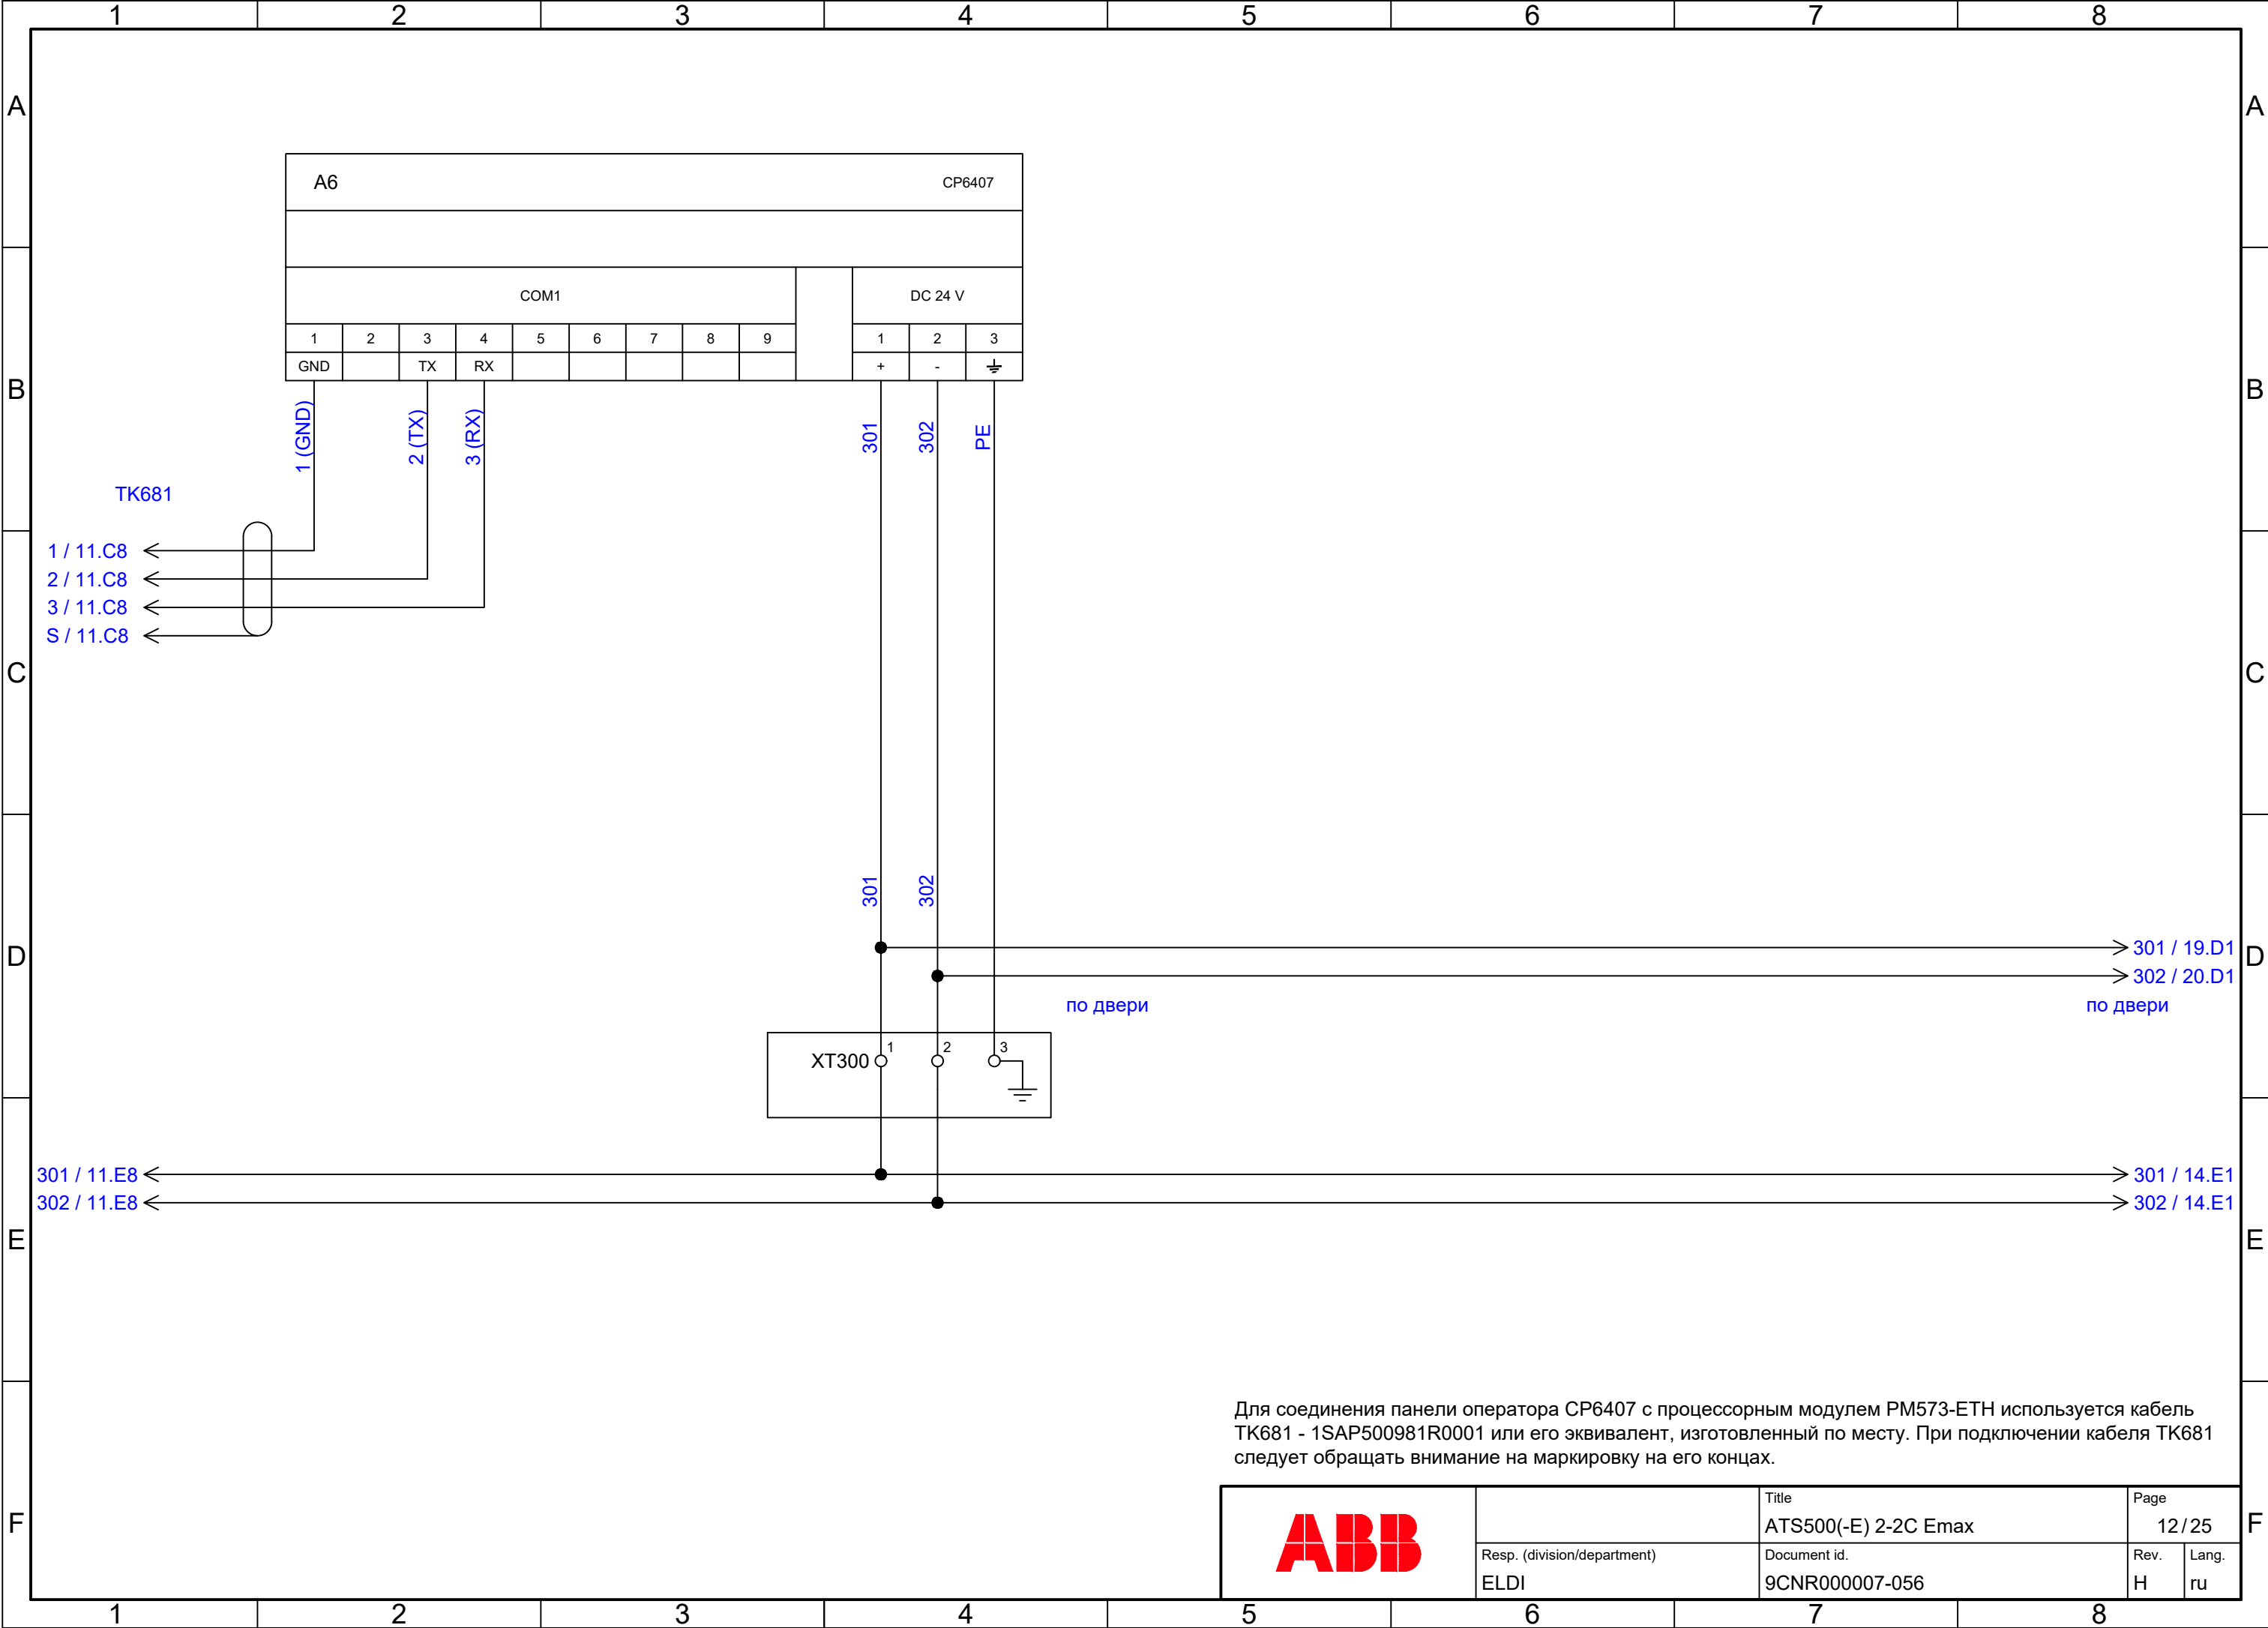 1 2 3 4 5 6 7 8
A A
A6 CP6407
COM1 DC 24 V
1 2 3 4 5 6 7 8 9 1 2 3
GND TX RX + -
B B
1 (GND) 2 (TX) 3 (RX) 301 302 PE
TK681
1 / 11.C8
2 / 11.C8
3 / 11.C8
S / 11.C8
C C
301 302
D D
301 / 19.D1
302 / 20.D1
по двери по двери
XT300 1 2 3
301 / 11.E8 301 / 14.E1
302 / 11.E8 302 / 14.E1
E E
Для соединения панели оператора CP6407 с процессорным модулем PM573-ETH используется кабель
TK681 - 1SAP500981R0001 или его эквивалент, изготовленный по месту. При подключении кабеля TK681
следует обращать внимание на маркировку на его концах.
F F
ABB
Title Page
ATS500(-E) 2-2C Emax 12 / 25
Resp. (division/department) Document id. Rev. Lang.
ELDI 9CNR000007-056 H ru
1 2 3 4 5 6 7 8